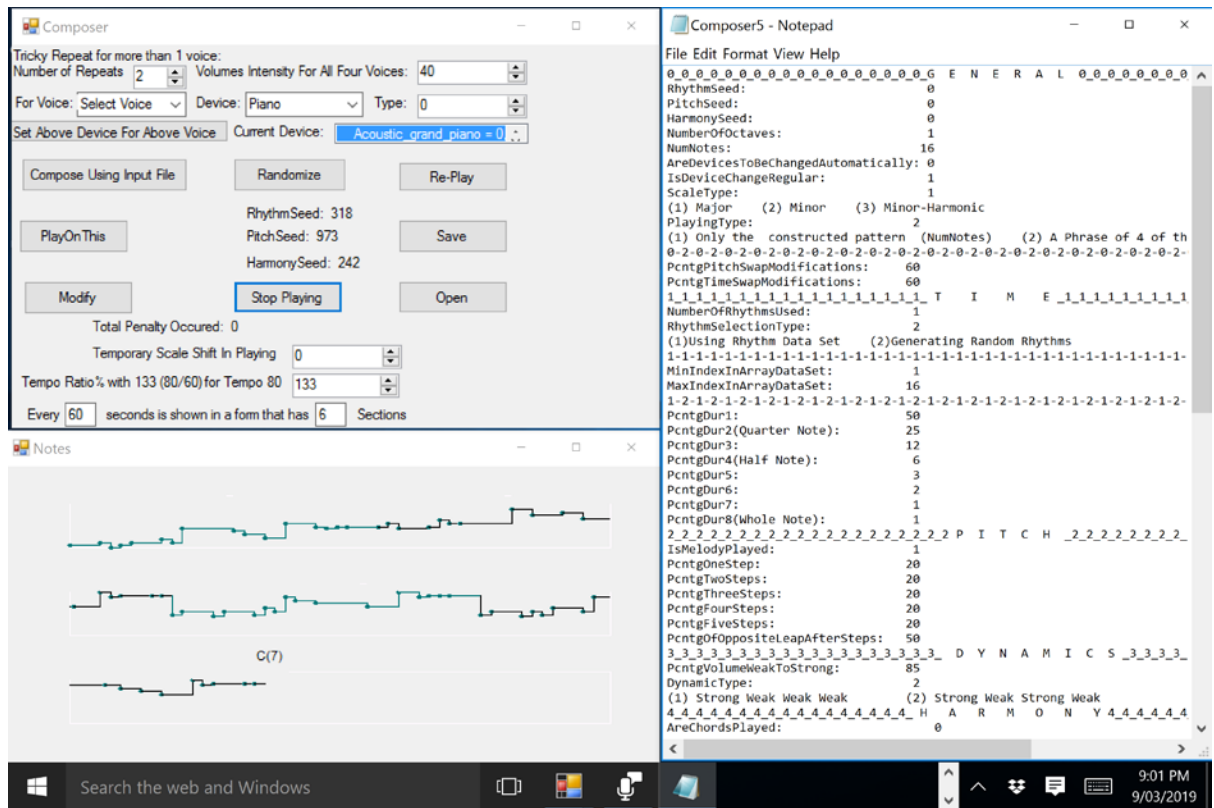 Composer
Tricky Repeat for more than 1 voice:
Number of Repeats 2 Volumes Intensity For All Four Voices: 40
For Voice: Select Voice Device: Piano Type: 0
Set Above Device For Above Voice Current Device: Acoustic_grand_piano = 0
Compose Using Input File Randomize Re-Play
RhythmSeed: 318
PlayOnThis PitchSeed: 973 Save
HarmonySeed: 242
Modify Stop Playing Open
Total Penalty Occured: 0
Temporary Scale Shift In Playing 0
Tempo Ratio% with 133 (80/60) for Tempo 80 133
Every 60 seconds is shown in a form that has 6 Sections
Notes
C(7)
Composer5 - Notepad
File Edit Format View Help
0_0_0_0_0_0_0_0_0_0_0_0_0_0_0_0_0_0_G E N E R A L 0_0_0_0_0_0_0_0
RhythmSeed: 0
PitchSeed: 0
HarmonySeed: 0
NumberOfOctaves: 1
NumNotes: 16
AreDevicesToBeChangedAutomatically: 0
IsDeviceChangeRegular: 1
ScaleType: 1
(1) Major (2) Minor (3) Minor-Harmonic
PlayingType: 2
(1) Only the constructed pattern (NumNotes) (2) A Phrase of 4 of th
0-2-0-2-0-2-0-2-0-2-0-2-0-2-0-2-0-2-0-2-0-2-0-2-0-2-0-2-0-2-0-2-0-2-0-2-
PcntgPitchSwapModifications: 60
PcntgTimeSwapModifications: 60
1_1_1_1_1_1_1_1_1_1_1_1_1_1_1_1_1_1_ T I M E _1_1_1_1_1_1_1_1_1
NumberOfRhythmsUsed: 1
RhythmSelectionType: 2
(1)Using Rhythm Data Set (2)Generating Random Rhythms
1-1-1-1-1-1-1-1-1-1-1-1-1-1-1-1-1-1-1-1-1-1-1-1-1-1-1-1-1-1-1-1-1-1-1-1-
MinIndexInArrayDataSet: 1
MaxIndexInArrayDataSet: 16
1-2-1-2-1-2-1-2-1-2-1-2-1-2-1-2-1-2-1-2-1-2-1-2-1-2-1-2-1-2-1-2-1-2-1-2-
PcntgDur1: 50
PcntgDur2(Quarter Note): 25
PcntgDur3: 12
PcntgDur4(Half Note): 6
PcntgDur5: 3
PcntgDur6: 2
PcntgDur7: 1
PcntgDur8(Whole Note): 1
2_2_2_2_2_2_2_2_2_2_2_2_2_2_2_2_2_2_2_2 P I T C H _2_2_2_2_2_2_2_2_
IsMelodyPlayed: 1
PcntgOneStep: 20
PcntgTwoSteps: 20
PcntgThreeSteps: 20
PcntgFourSteps: 20
PcntgFiveSteps: 20
PcntgOfOppositeLeapAfterSteps: 50
3_3_3_3_3_3_3_3_3_3_3_3_3_3_3_3_3_3_3_ D Y N A M I C S _3_3_3_3_
PcntgVolumeWeakToStrong: 85
DynamicType: 2
(1) Strong Weak Weak Weak (2) Strong Weak Strong Weak
4_4_4_4_4_4_4_4_4_4_4_4_4_4_4_4_4_ H A R M O N Y 4_4_4_4_4_4
AreChordsPlayed: 0
Search the web and Windows
9:01 PM
9/03/2019